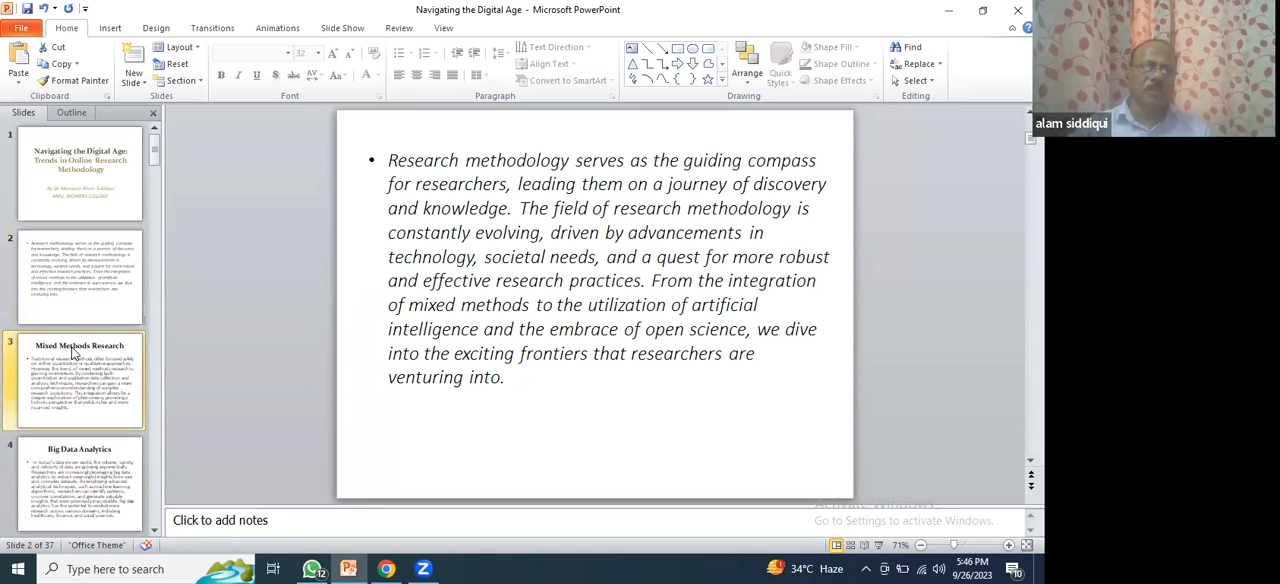 Navigating the Digital Age - Microsoft PowerPoint
File Home Insert Design Transitions Animations Slide Show Review View
Paste
Cut
Copy
Format Painter
Clipboard
New Slide
Layout
Reset
Section
Slides
32
Font
Paragraph
Text Direction
Align Text
Convert to SmartArt
Arrange
Quick Styles
Shape Fill
Shape Outline
Shape Effects
Drawing
Find
Replace
Select
Editing
alam siddiqui
Slides Outline
1
Navigating the Digital Age:
Trends in Online Research
Methodology
2
3
Mixed Methods Research
4
Big Data Analytics
• Research methodology serves as the guiding compass
for researchers, leading them on a journey of discovery
and knowledge. The field of research methodology is
constantly evolving, driven by advancements in
technology, societal needs, and a quest for more robust
and effective research practices. From the integration
of mixed methods to the utilization of artificial
intelligence and the embrace of open science, we dive
into the exciting frontiers that researchers are
venturing into.
Activate Windows
Go to Settings to activate Windows.
Click to add notes
Slide 2 of 37 "Office Theme" 71%
Type here to search
12
34°C Haze
5:46 PM
9/26/2023
10